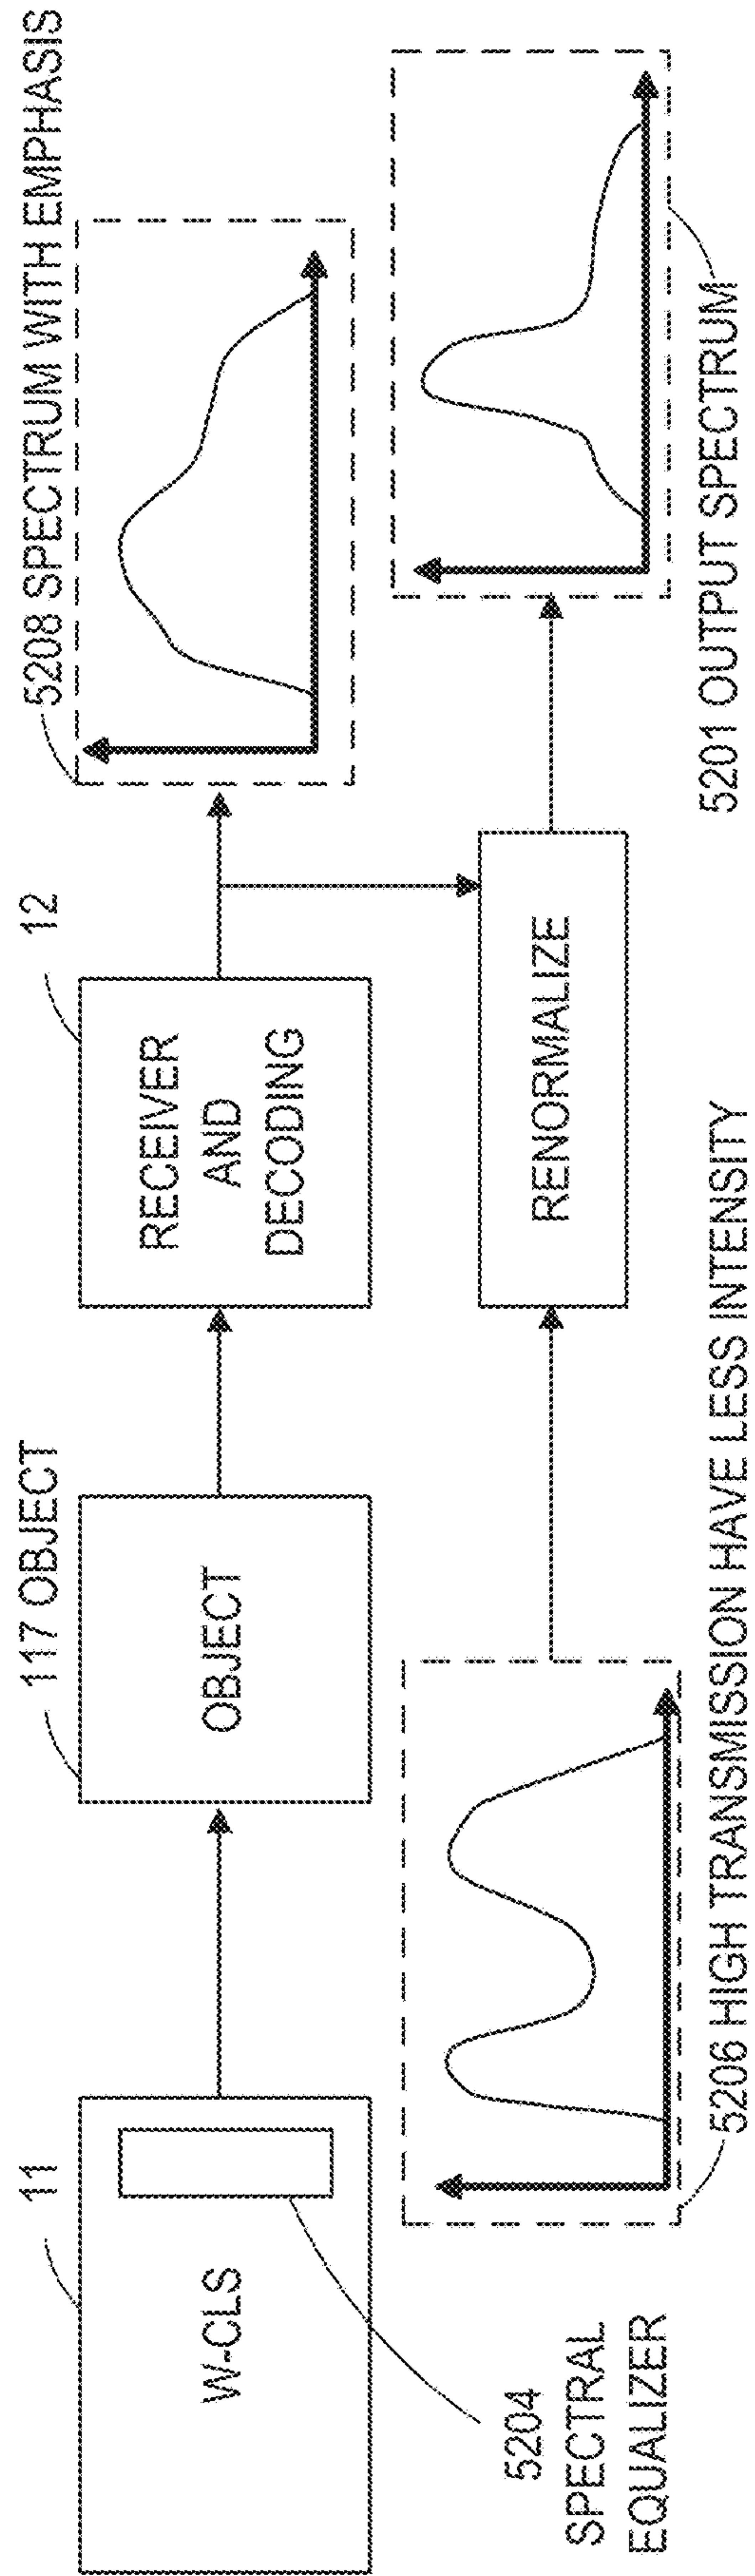 11
W-CLS
5204
SPECTRAL
EQUALIZER
117 OBJECT
OBJECT
12
RECEIVER
AND
DECODING
5208 SPECTRUM WITH EMPHASIS
RENORMALIZE
5206 HIGH TRANSMISSION HAVE LESS INTENSITY
5201 OUTPUT SPECTRUM